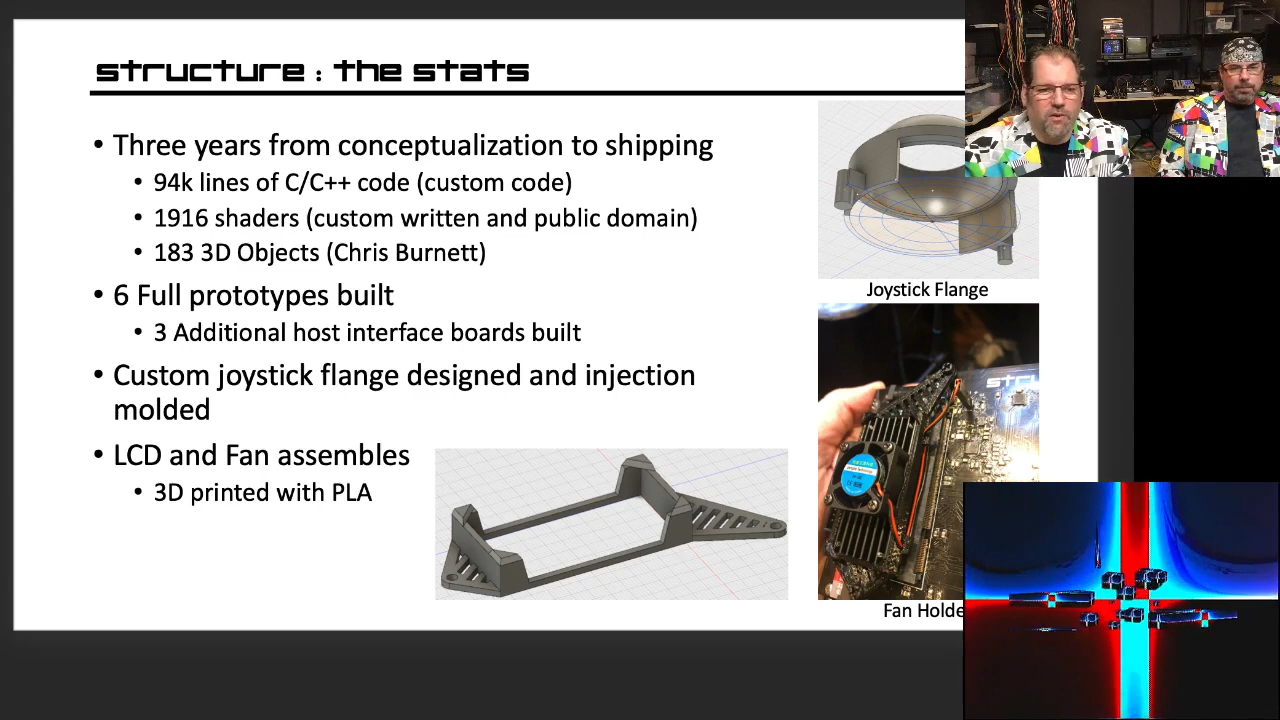 structure : the stats
• Three years from conceptualization to shipping
• 94k lines of C/C++ code (custom code)
• 1916 shaders (custom written and public domain)
• 183 3D Objects (Chris Burnett)
• 6 Full prototypes built
• 3 Additional host interface boards built
• Custom joystick flange designed and injection
molded
• LCD and Fan assembles
• 3D printed with PLA
Joystick Flange
Fan Holde